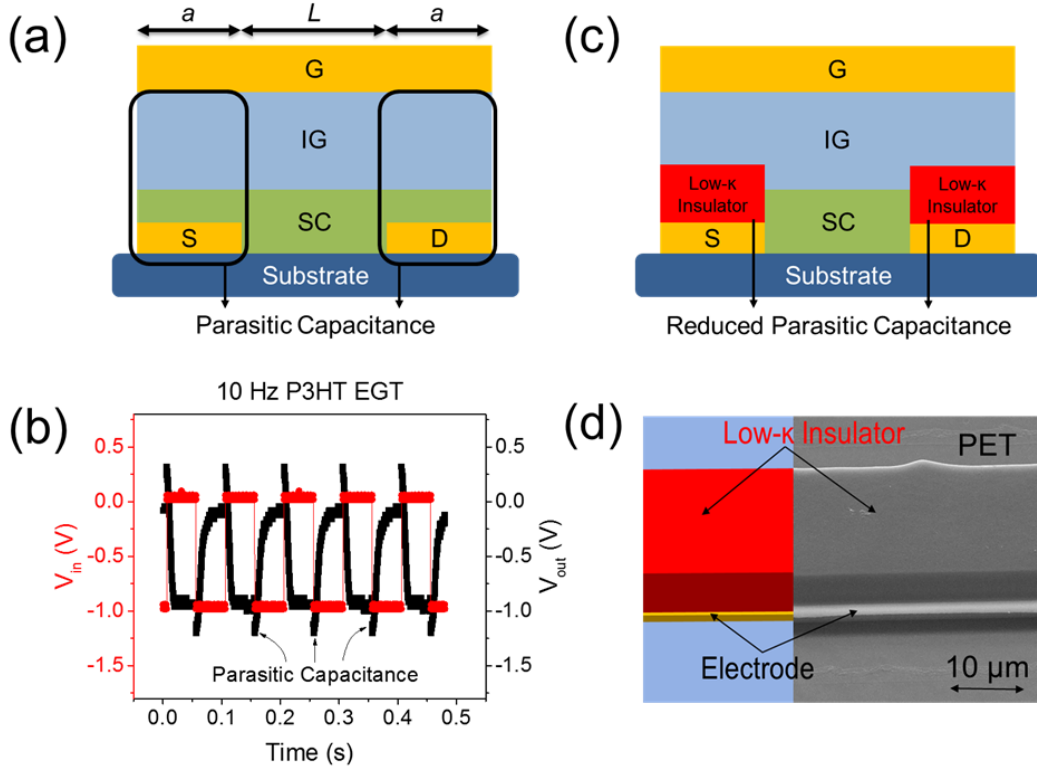 (a)
a L a
G
IG
SC
S D
Substrate
Parasitic Capacitance
(c)
G
IG
Low-κ
Insulator
Low-κ
Insulator
SC
S D
Substrate
Reduced Parasitic Capacitance
(b)
10 Hz P3HT EGT
0.5
0.0
-0.5
-1.0
-1.5
V_in (V)
0.5
0.0
-0.5
-1.0
-1.5
V_out (V)
Parasitic Capacitance
0.0 0.1 0.2 0.3 0.4 0.5
Time (s)
(d)
Low-κ Insulator
PET
Electrode
10 μm